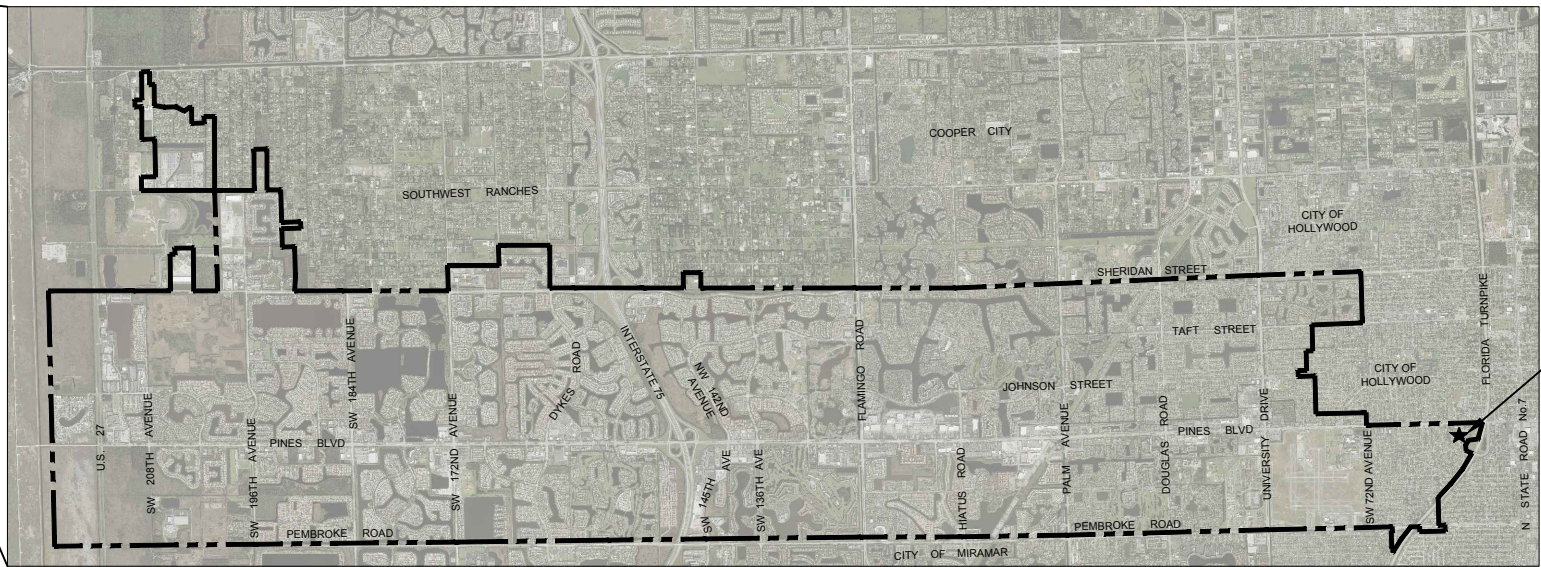 COOPER CITY
SOUTHWEST RANCHES
CITY OF
HOLLYWOOD
SHERIDAN STREET
TAFT STREET
FLORIDA TURNPIKE
SW 184TH AVENUE
INTERSTATE 75
DYKES ROAD
NW 142ND
AVENUE
FLAMINGO ROAD
JOHNSON STREET
CITY OF
HOLLYWOOD
U.S. 27
SW 208TH AVENUE
SW 196TH AVENUE
PINES BLVD
SW 172ND AVENUE
SW 145TH AVE
SW 136TH AVE
HIATUS ROAD
PALM AVENUE
DOUGLAS ROAD
PINES BLVD
UNIVERSITY DRIVE
SW 72ND AVENUE
N STATE ROAD No.7
PEMBROKE ROAD
PEMBROKE ROAD
CITY OF MIRAMAR